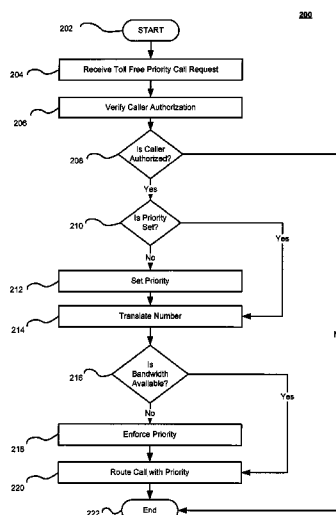 200
202
START
204
Receive Toll Free Priority Call Request
206
Verify Caller Authorization
208
Is Caller
Authorized?
Yes
210
Is Priority
Set?
Yes
No
212
Set Priority
214
Translate Number
216
Is
Bandwidth
Available?
Yes
No
218
Enforce Priority
220
Route Call with Priority
222
End